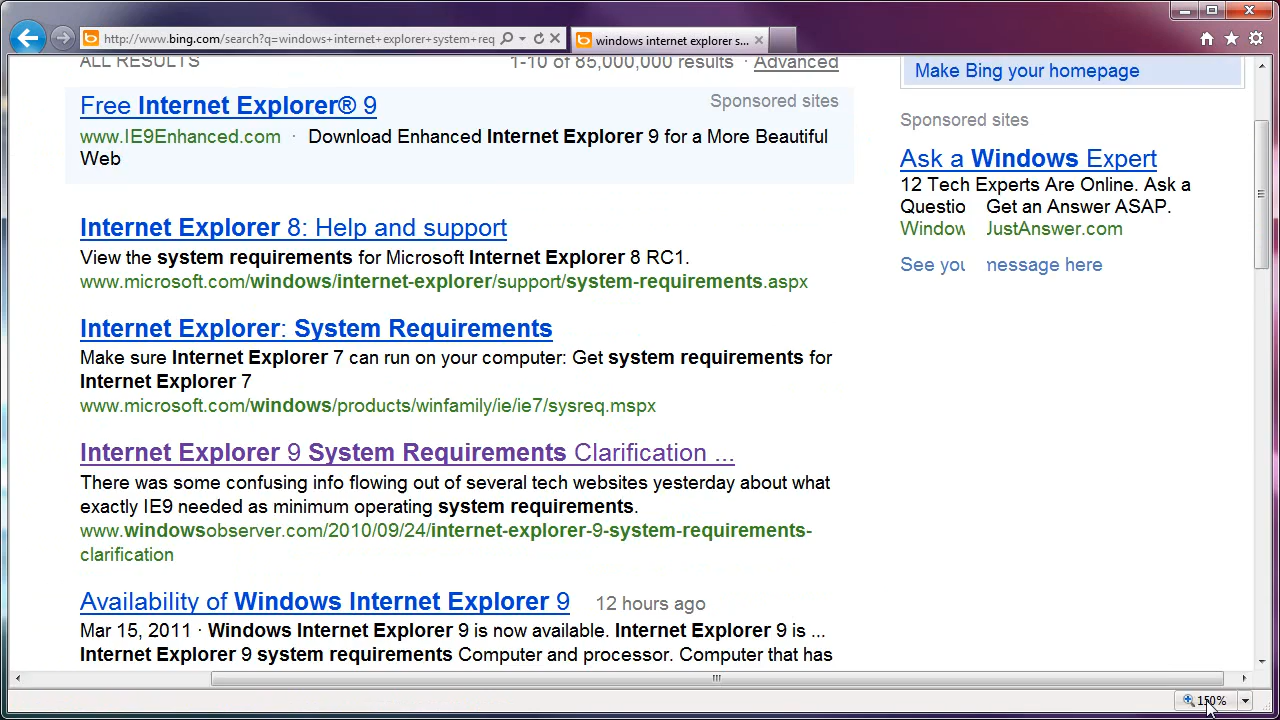 http://www.bing.com/search?q=windows+internet+explorer+system+req
windows internet explorer s...
ALL RESULTS
1-10 of 85,000,000 results · Advanced
Free Internet Explorer® 9
Sponsored sites
www.IE9Enhanced.com · Download Enhanced Internet Explorer 9 for a More Beautiful
Web
Internet Explorer 8: Help and support
View the system requirements for Microsoft Internet Explorer 8 RC1.
www.microsoft.com/windows/internet-explorer/support/system-requirements.aspx
Internet Explorer: System Requirements
Make sure Internet Explorer 7 can run on your computer: Get system requirements for
Internet Explorer 7
www.microsoft.com/windows/products/winfamily/ie/ie7/sysreq.mspx
Internet Explorer 9 System Requirements Clarification ...
There was some confusing info flowing out of several tech websites yesterday about what
exactly IE9 needed as minimum operating system requirements.
www.windowsobserver.com/2010/09/24/internet-explorer-9-system-requirements-
clarification
Availability of Windows Internet Explorer 9 12 hours ago
Mar 15, 2011 · Windows Internet Explorer 9 is now available. Internet Explorer 9 is ...
Internet Explorer 9 system requirements Computer and processor. Computer that has
Make Bing your homepage
Sponsored sites
Ask a Windows Expert
12 Tech Experts Are Online. Ask a
Questio Get an Answer ASAP.
Window JustAnswer.com
See you message here
150%